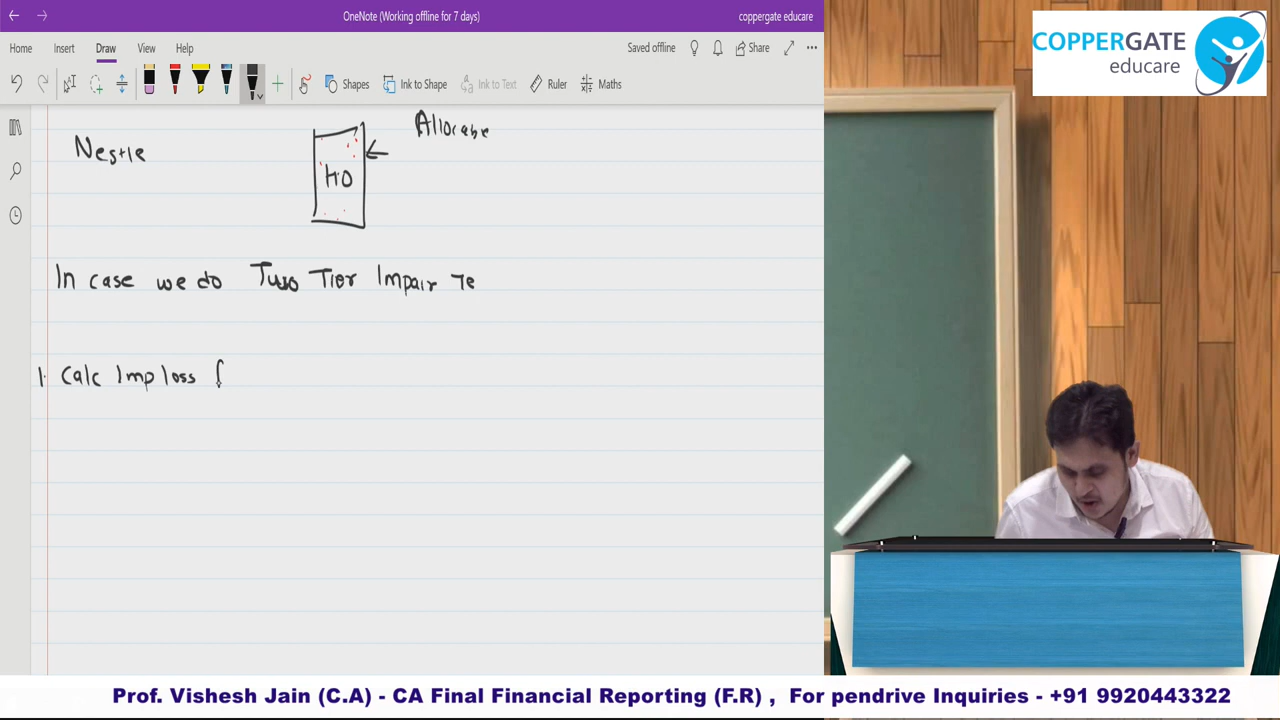 OneNote (Working offline for 7 days)
coppergate educare
Home Insert Draw View Help
Saved offline
Share
Shapes
Ink to Shape
Ink to Text
Ruler
Maths
COPPERGATE
educare
Nestle
HO
In case we do Two Tier Impair Te
1. Calc Imp loss f
Prof. Vishesh Jain (C.A) - CA Final Financial Reporting (F.R) , For pendrive Inquiries - +91 9920443322